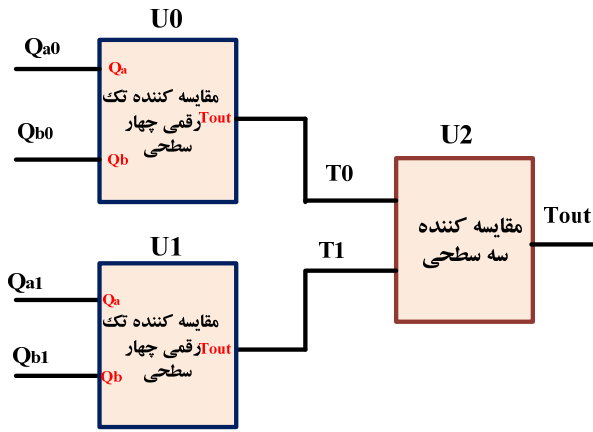 U0
Qa0
Qa
مقایسه کننده تک
رقمی چهار
سطحی
Tout
Qb0
Qb
T0
U2
مقایسه کننده
سه سطحی
Tout
U1
T1
Qa1
Qa
مقایسه کننده تک
رقمی چهار
سطحی
Tout
Qb1
Qb